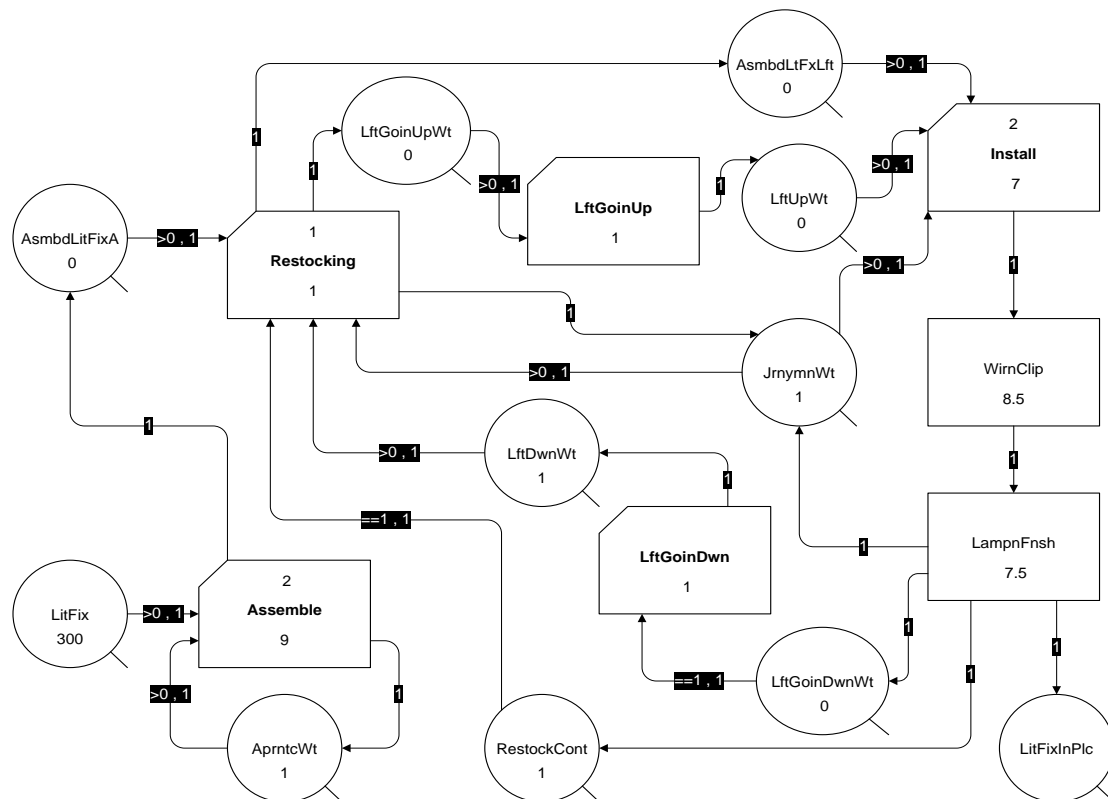 AsmbdLtFxLft
0
>0 , 1
2
Install
7
LftGoinUpWt
0
1
1
>0 , 1
LftGoinUp
1
1
LftUpWt
0
>0 , 1
AsmbdLitFixA
0
>0 , 1
1
Restocking
1
>0 , 1
1
1
JrnymnWt
1
>0 , 1
WirnClip
8.5
1
LftDwnWt
1
>0 , 1
1
1
==1 , 1
LftGoinDwn
1
1
LampnFnsh
7.5
LitFix
300
>0 , 1
2
Assemble
9
>0 , 1
1
1
1
1
==1 , 1
LftGoinDwnWt
0
AprntcWt
1
RestockCont
1
LitFixInPlc